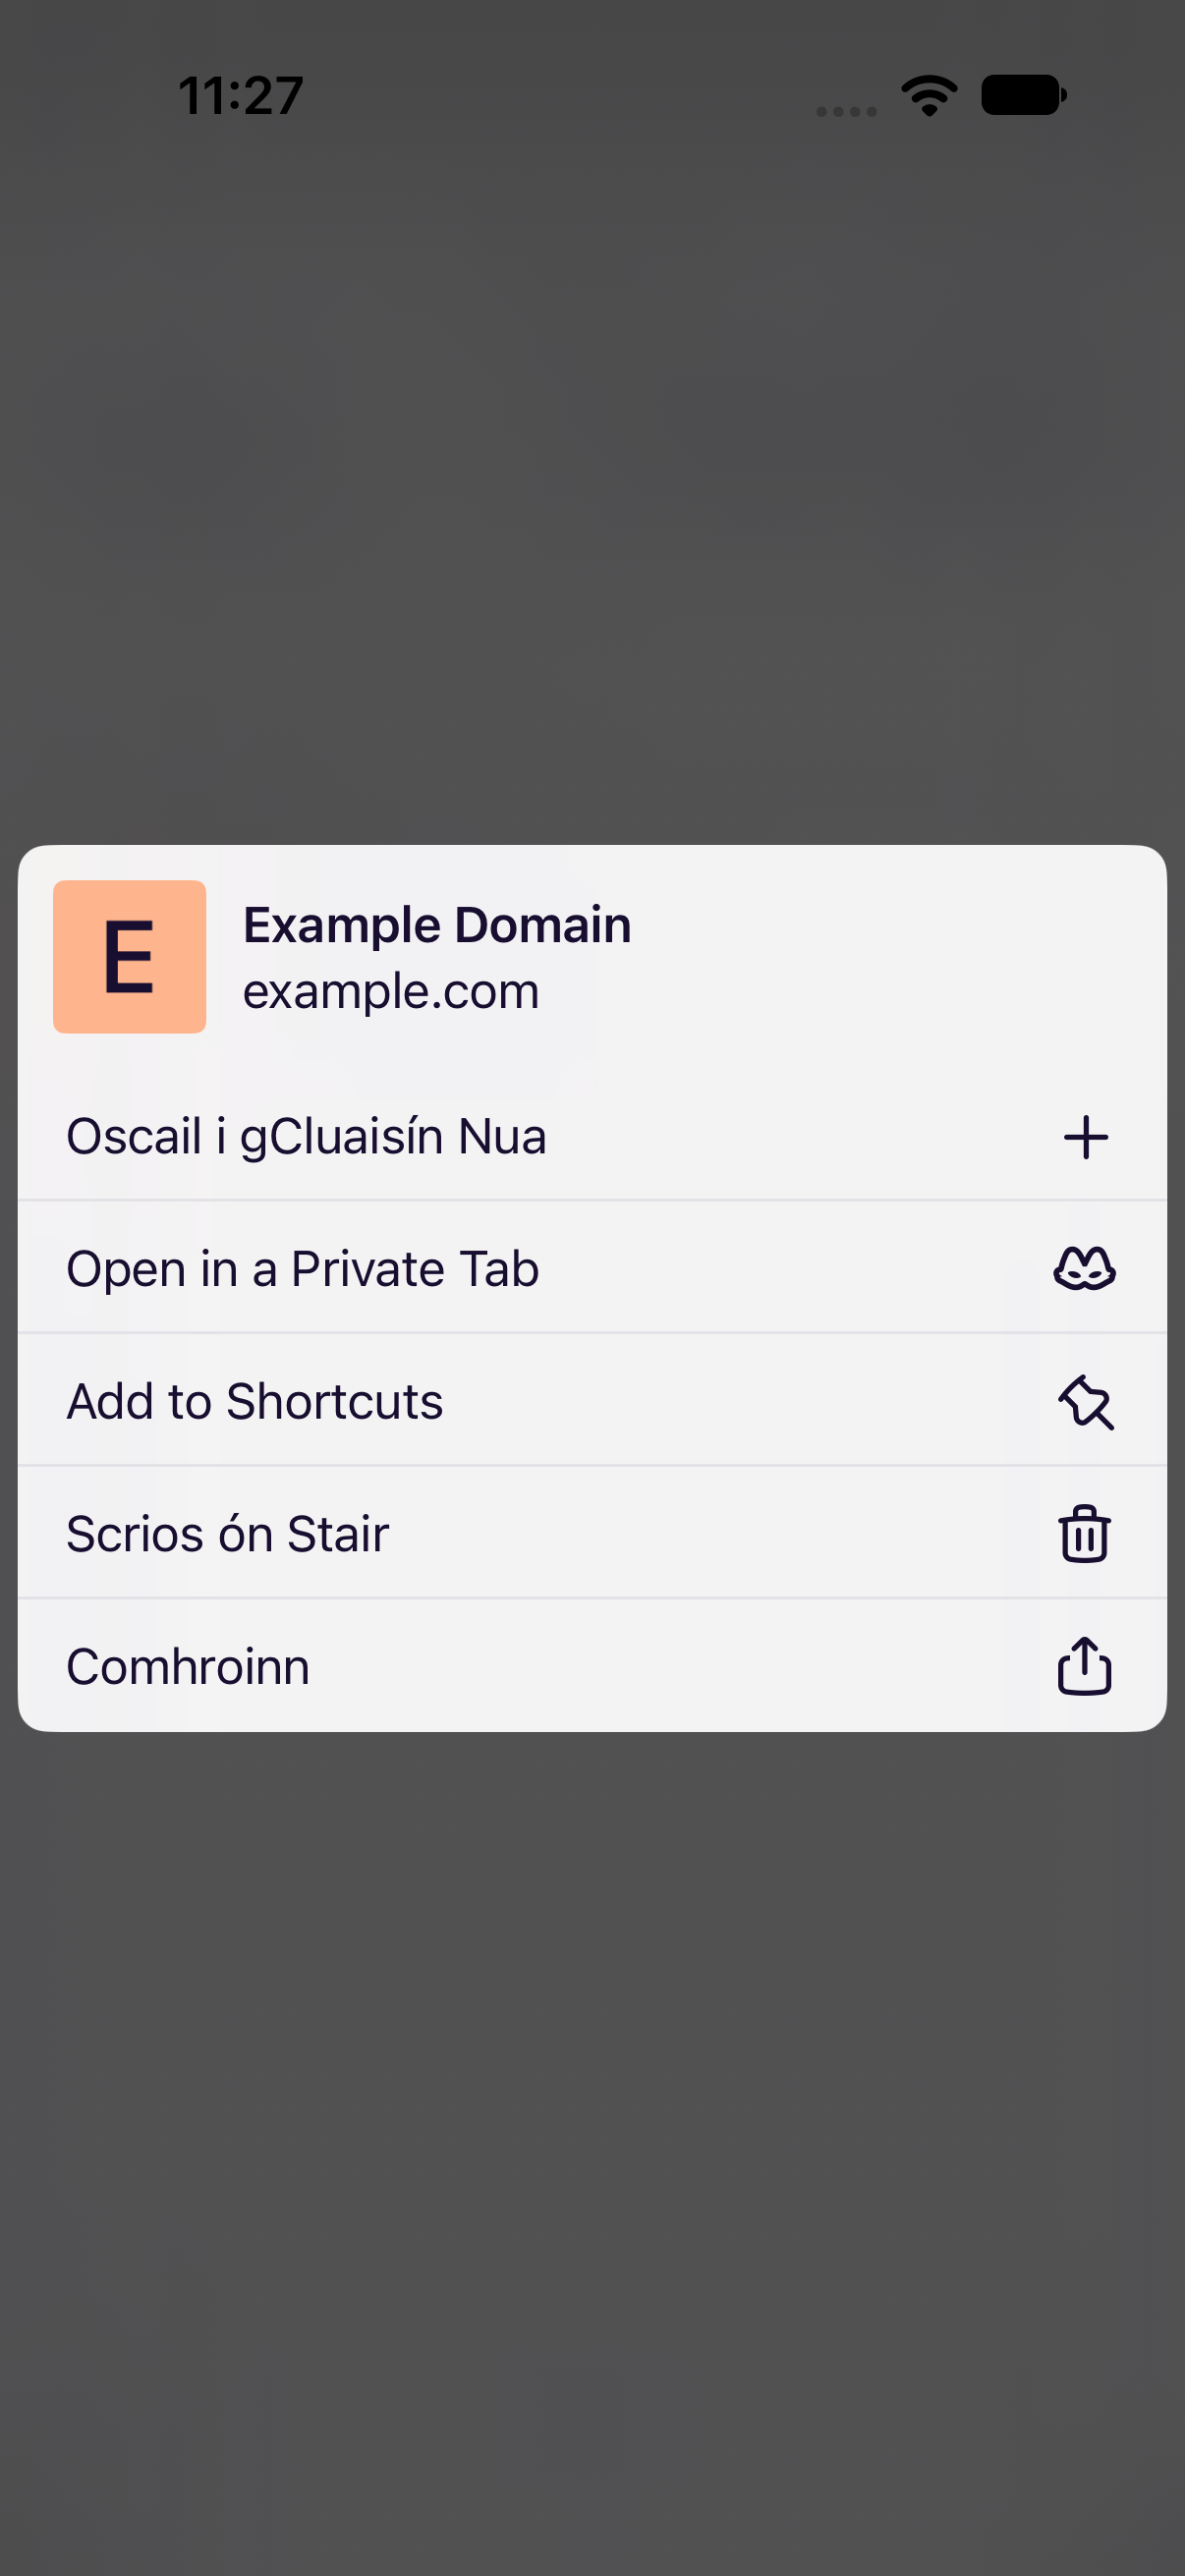 11:27
E
Example Domain
example.com
Oscail i gCluaisín Nua
Open in a Private Tab
Add to Shortcuts
Scrios ón Stair
Comhroinn